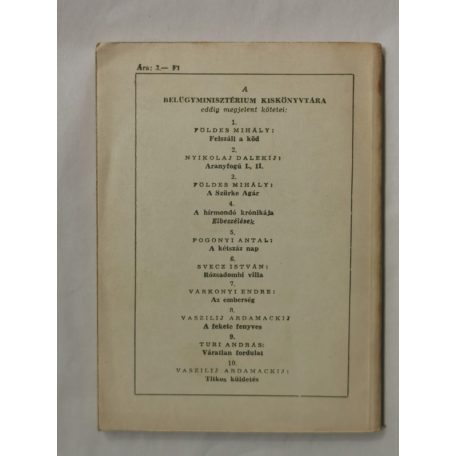 Ára: 3.— Ft
A
BELÜGYMINISZTÉRIUM KISKÖNYVTÁRA
eddig megjelent kötetei:
1.
FÖLDES MIHÁLY:
Felszáll a köd
2.
NYIKOLAJ DALEKIJ:
Aranyfogú I., II.
3.
FÖLDES MIHÁLY:
A Szürke Agár
4.
A hírmondó krónikája
Elbeszélések
5.
POGONYI ANTAL:
A kétszáz nap
6.
SVECZ ISTVÁN:
Rózsadombi villa
7.
VÁRKONYI ENDRE:
Az emberség
8.
VASZILIJ ARDAMACKIJ
A fekete fenyves
9.
TURI ANDRÁS:
Váratlan fordulat
10.
VASZILIJ ARDAMACKIJ:
Titkos küldetés